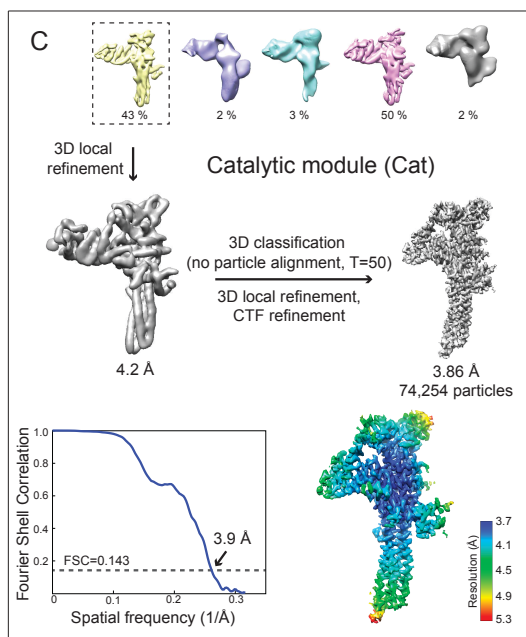 C
43 %
2 %
3 %
50 %
2 %
3D local
refinement
Catalytic module (Cat)
3D classification
(no particle alignment, T=50)
3D local refinement,
CTF refinement
4.2 Å
3.86 Å
74,254 particles
Fourier Shell Correlation
1.0
0.8
0.6
0.4
0.2
FSC=0.143
3.9 Å
0
0.1
0.2
0.3
Spatial frequency (1/Å)
Resolution (Å)
3.7
4.1
4.5
4.9
5.3